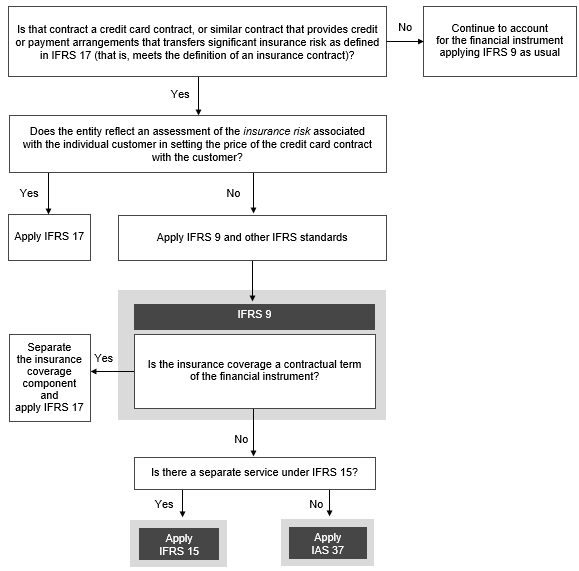 Is that contract a credit card contract, or similar contract that provides credit
or payment arrangements that transfers significant insurance risk as defined
in IFRS 17 (that is, meets the definition of an insurance contract)?
No
Continue to account
for the financial instrument
applying IFRS 9 as usual
Yes
Does the entity reflect an assessment of the insurance risk associated
with the individual customer in setting the price of the credit card contract
with the customer?
Yes
No
Apply IFRS 17
Apply IFRS 9 and other IFRS standards
IFRS 9
Is the insurance coverage a contractual term
of the financial instrument?
Yes
Separate
the insurance
coverage
component
and
apply IFRS 17
No
Is there a separate service under IFRS 15?
Yes
No
Apply
IFRS 15
Apply
IAS 37